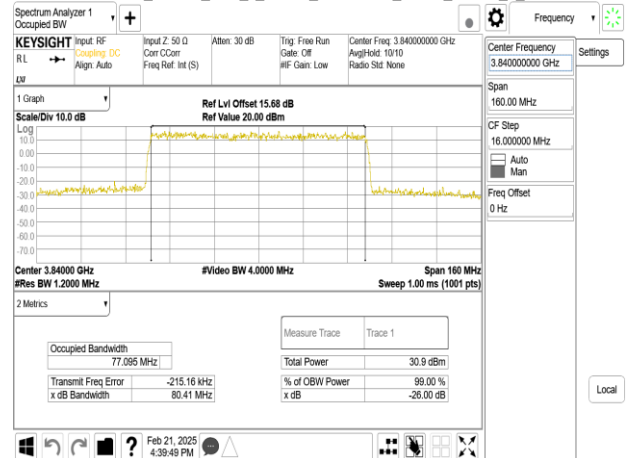 Spectrum Analyzer 1
Occupied BW
+
Frequency
KEYSIGHT
RL
LXI
Input: RF
Coupling: DC
Align: Auto
Input Z: 50 Ω
Corr CCorr
Freq Ref: Int (S)
Atten: 30 dB
Trig: Free Run
Gate: Off
#IF Gain: Low
Center Freq: 3.840000000 GHz
Avg|Hold: 10/10
Radio Std: None
Center Frequency
3.840000000 GHz
Settings
Span
160.00 MHz
CF Step
16.000000 MHz
Auto
Man
Freq Offset
0 Hz
Local
1 Graph
Ref Lvl Offset 15.68 dB
Scale/Div 10.0 dB
Ref Value 20.00 dBm
Log
10.0
0.00
-10.0
-20.0
-30.0
-40.0
-50.0
-60.0
-70.0
Center 3.84000 GHz
#Video BW 4.0000 MHz
Span 160 MHz
#Res BW 1.2000 MHz
Sweep 1.00 ms (1001 pts)
2 Metrics
Measure Trace
Trace 1
Occupied Bandwidth
77.095 MHz
Total Power
30.9 dBm
Transmit Freq Error
-215.16 kHz
% of OBW Power
99.00 %
x dB Bandwidth
80.41 MHz
x dB
-26.00 dB
?
Feb 21, 2025
4:39:49 PM